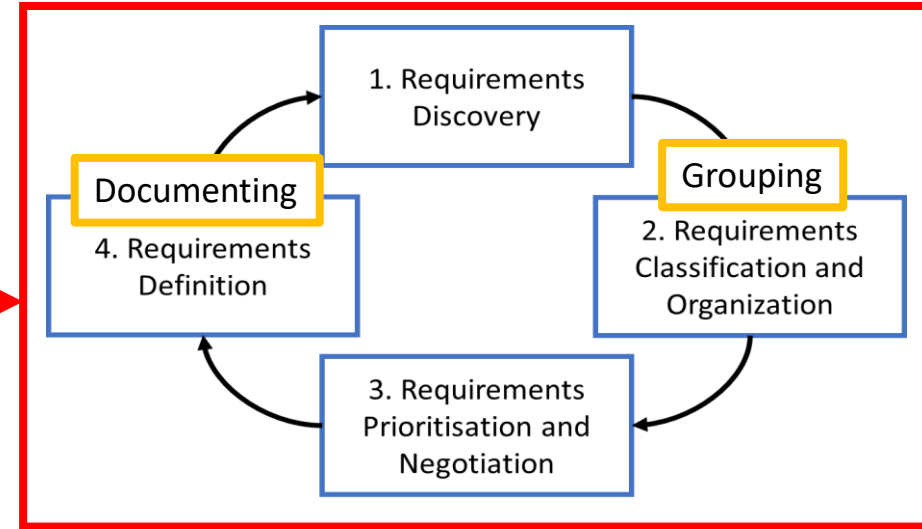 1. Requirements
Discovery
Documenting
Grouping
4. Requirements
Definition
2. Requirements
Classification and
Organization
3. Requirements
Prioritisation and
Negotiation